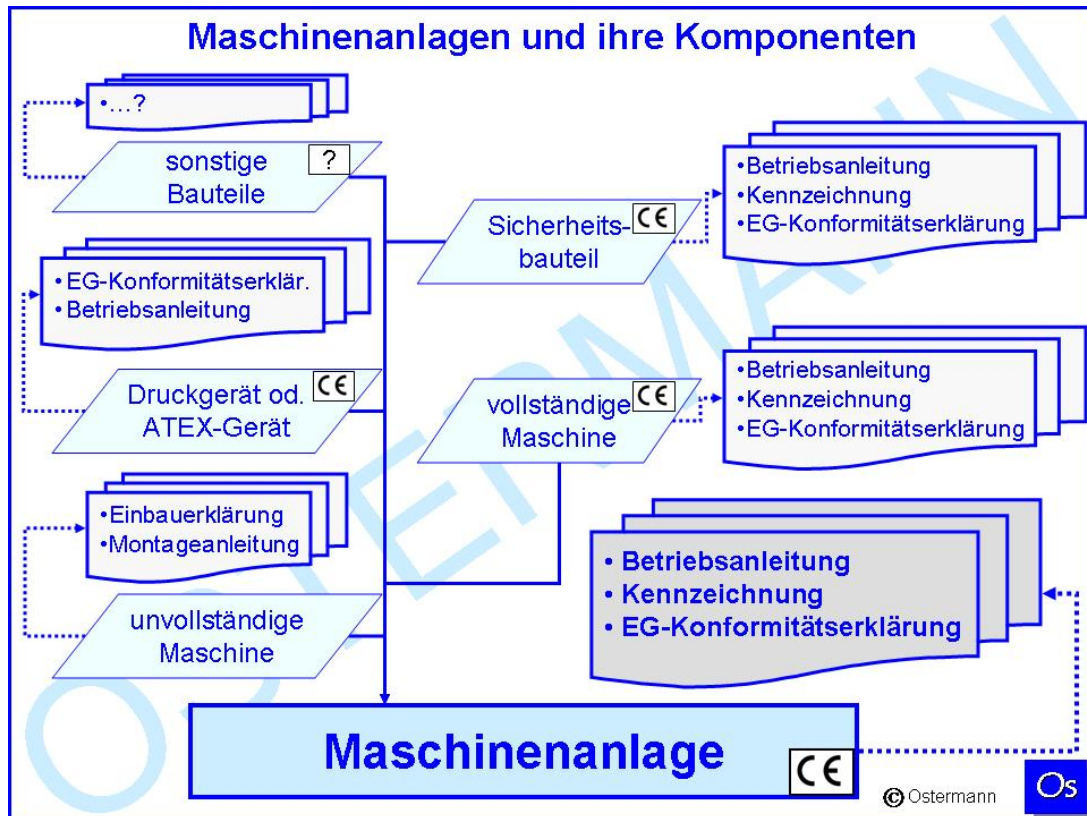 Maschinenanlagen und ihre Komponenten
•…?
sonstige
Bauteile
?
• EG-Konformitätserklär.
• Betriebsanleitung
Druckgerät od.
ATEX-Gerät
CE
•Einbauerklärung
•Montageanleitung
unvollständige
Maschine
Sicherheits-
bauteil
CE
•Betriebsanleitung
•Kennzeichnung
•EG-Konformitätserklärung
vollständige
Maschine
CE
•Betriebsanleitung
•Kennzeichnung
•EG-Konformitätserklärung
• Betriebsanleitung
• Kennzeichnung
• EG-Konformitätserklärung
Maschinenanlage
CE
© Ostermann
Os
OSTERMANN